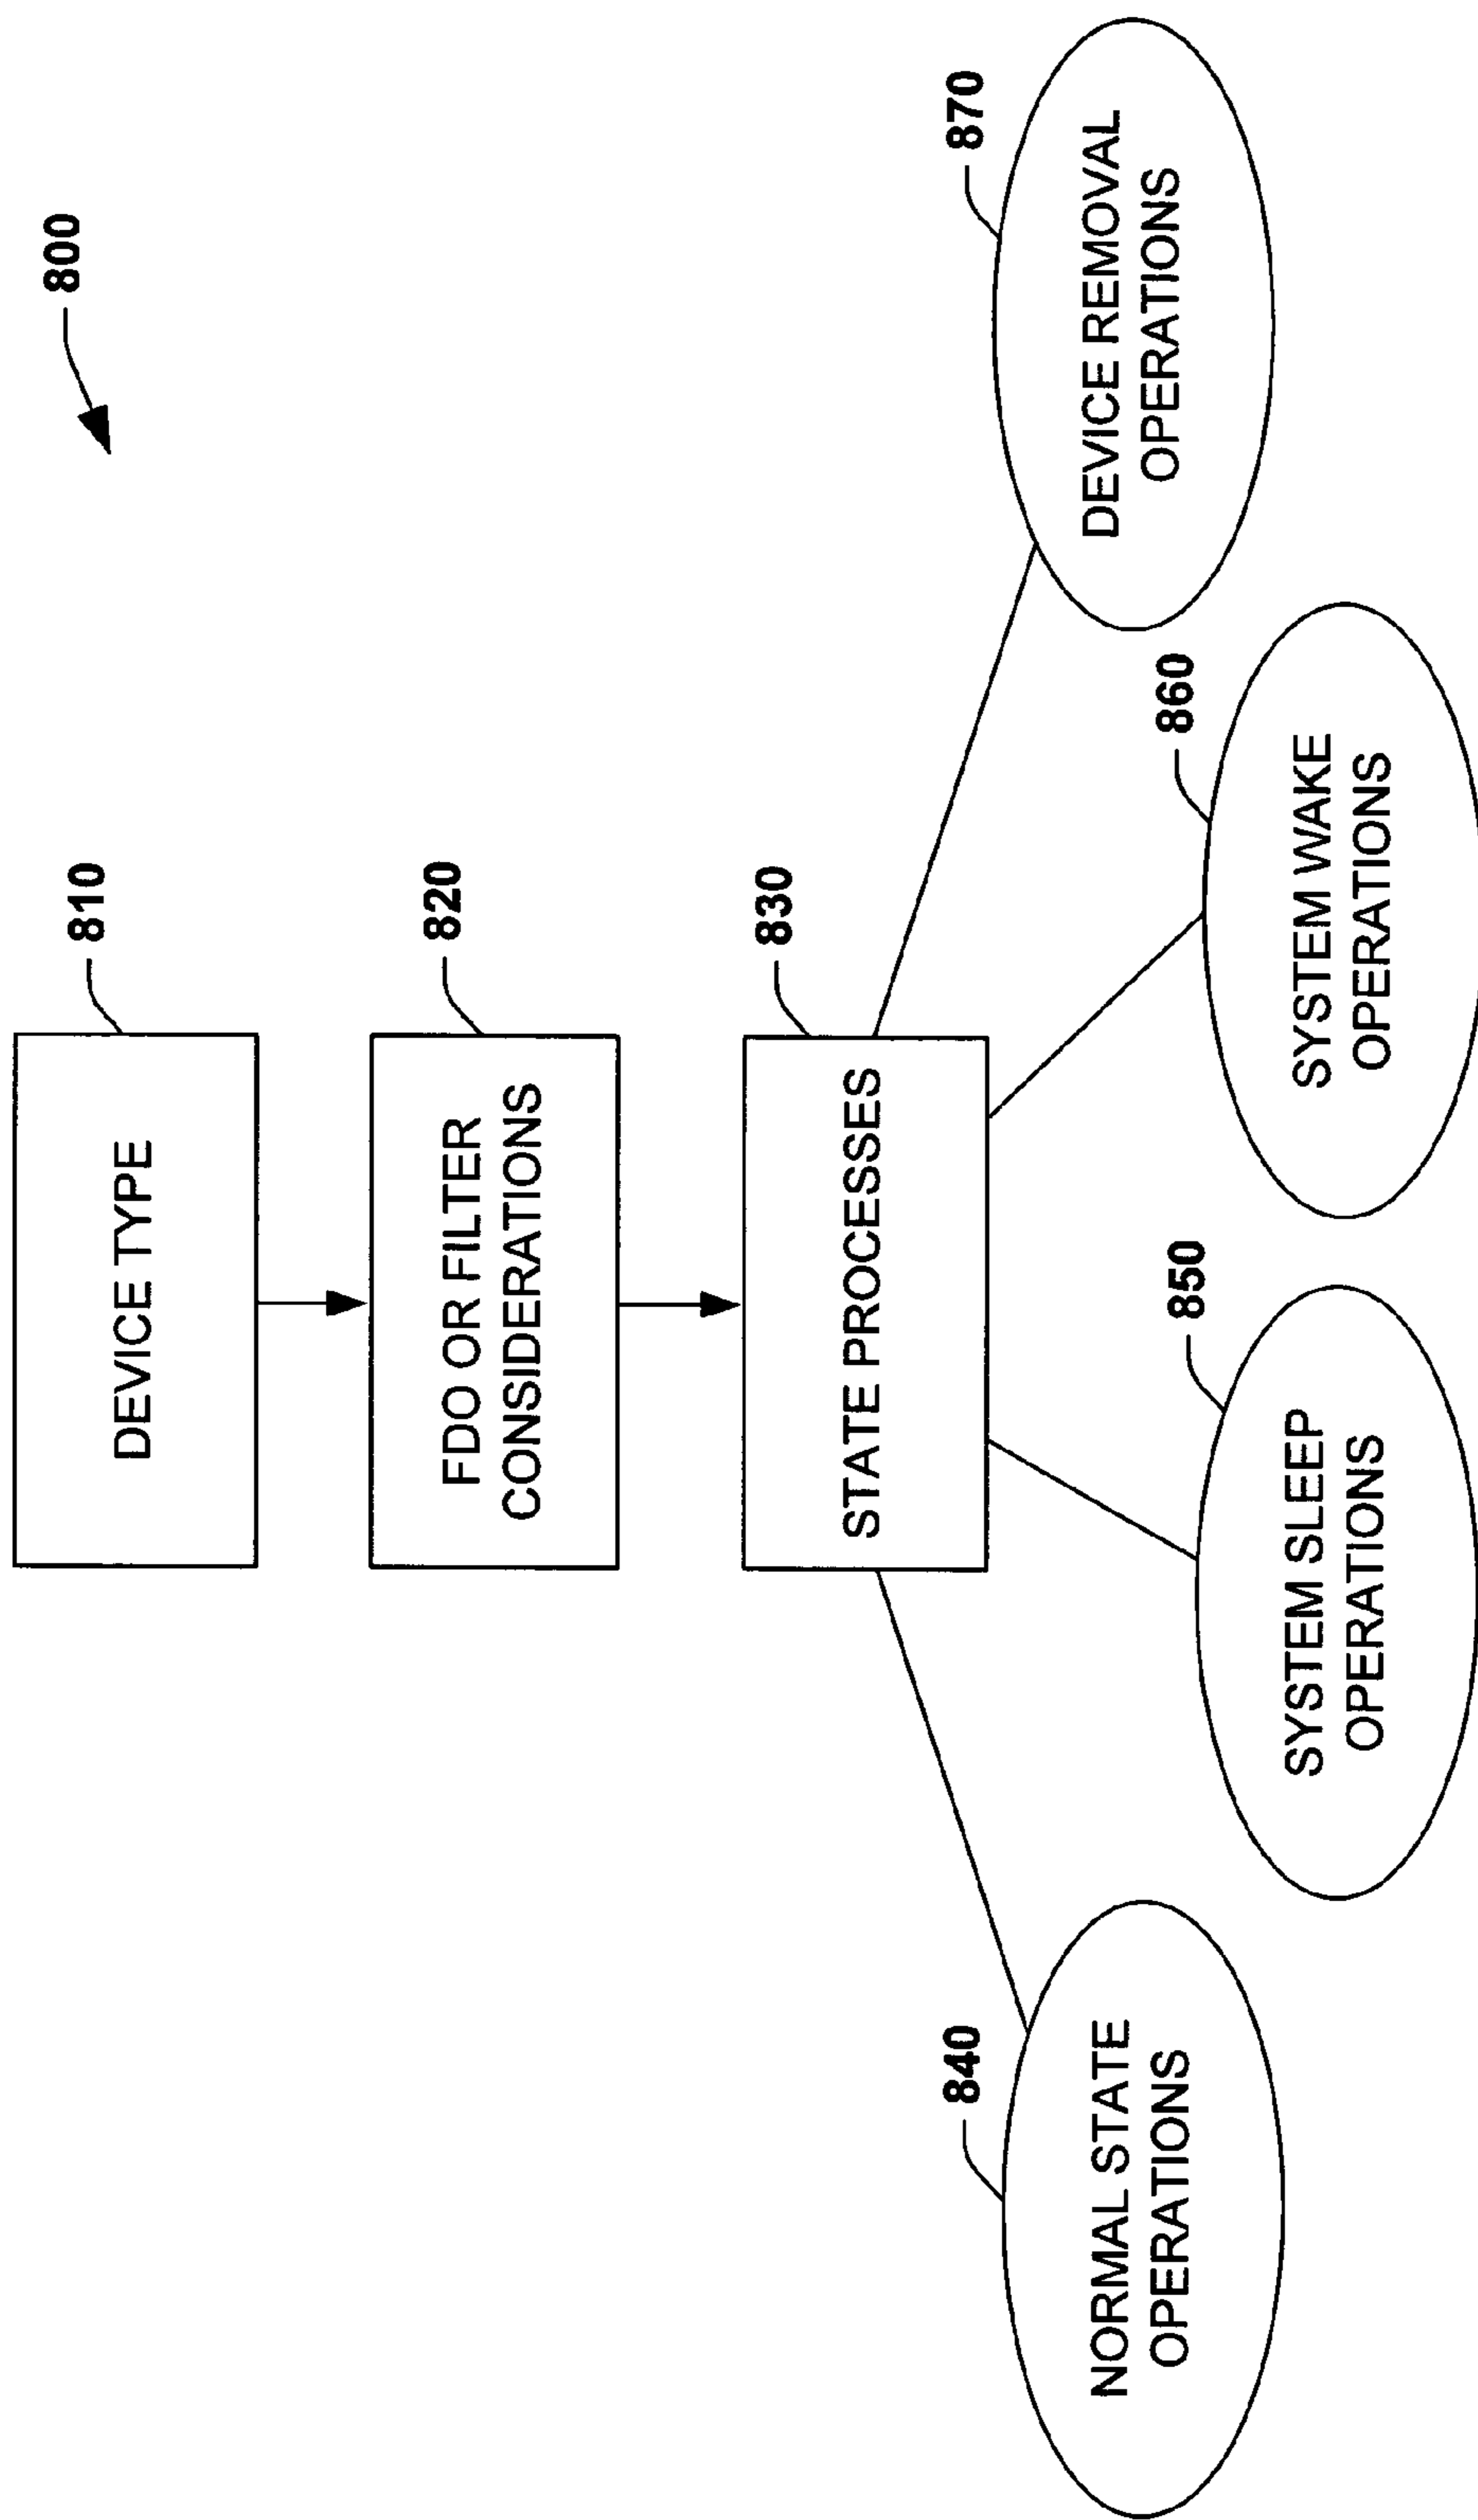 800
810
DEVICE TYPE
820
FDO OR FILTER
CONSIDERATIONS
830
STATE PROCESSES
840
NORMAL STATE
OPERATIONS
850
SYSTEM SLEEP
OPERATIONS
860
SYSTEM WAKE
OPERATIONS
870
DEVICE REMOVAL
OPERATIONS